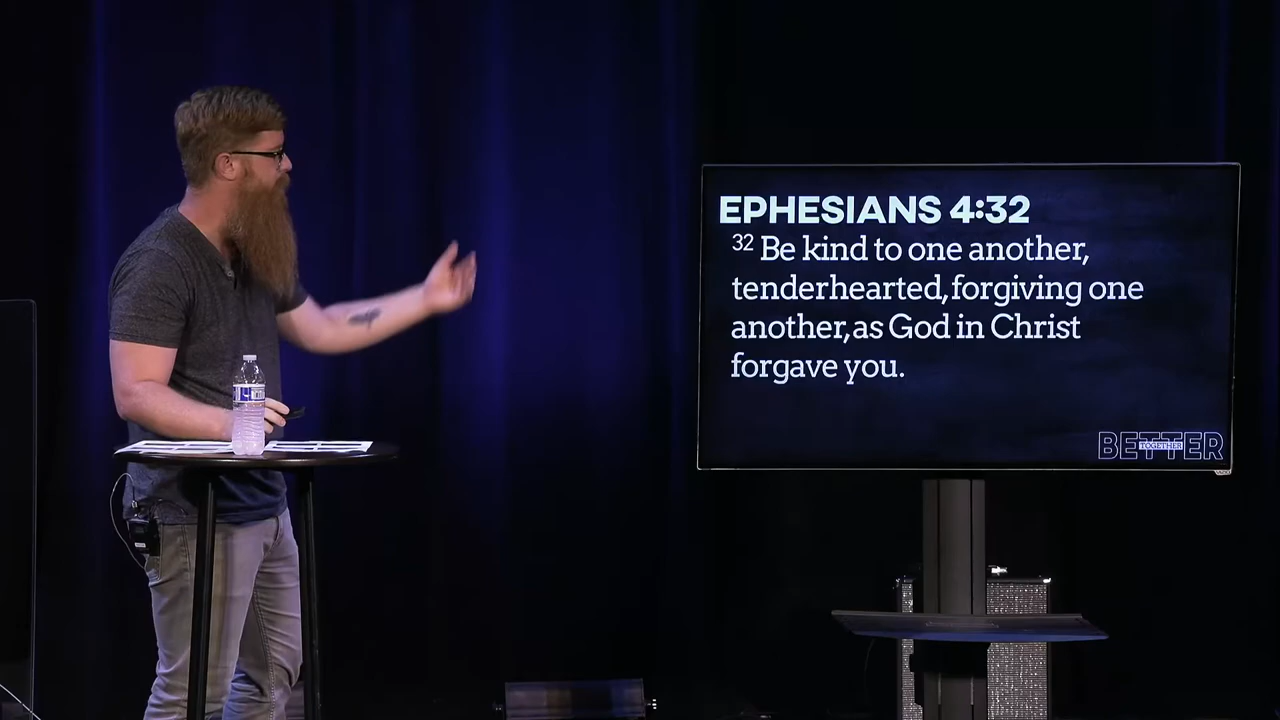 EPHESIANS 4:32
32 Be kind to one another,
tenderhearted, forgiving one
another, as God in Christ
forgave you.
BETTER
TOGETHER